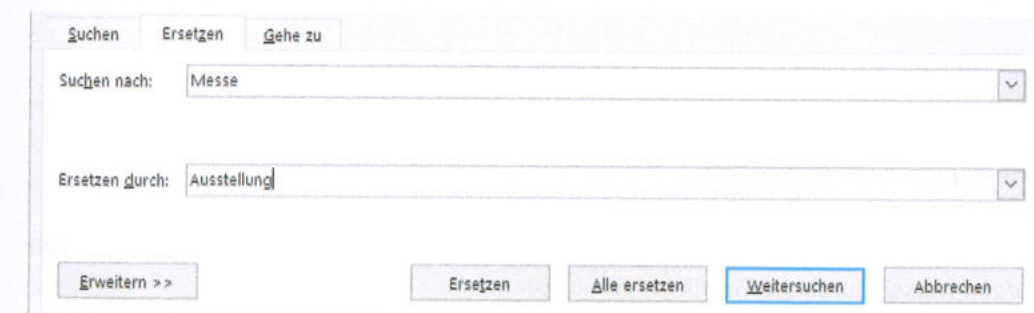 Suchen Ersetzen Gehe zu
Suchen nach: Messe
Ersetzen durch: Ausstellung
Erweitern >> Ersetzen Alle ersetzen Weitersuchen Abbrechen